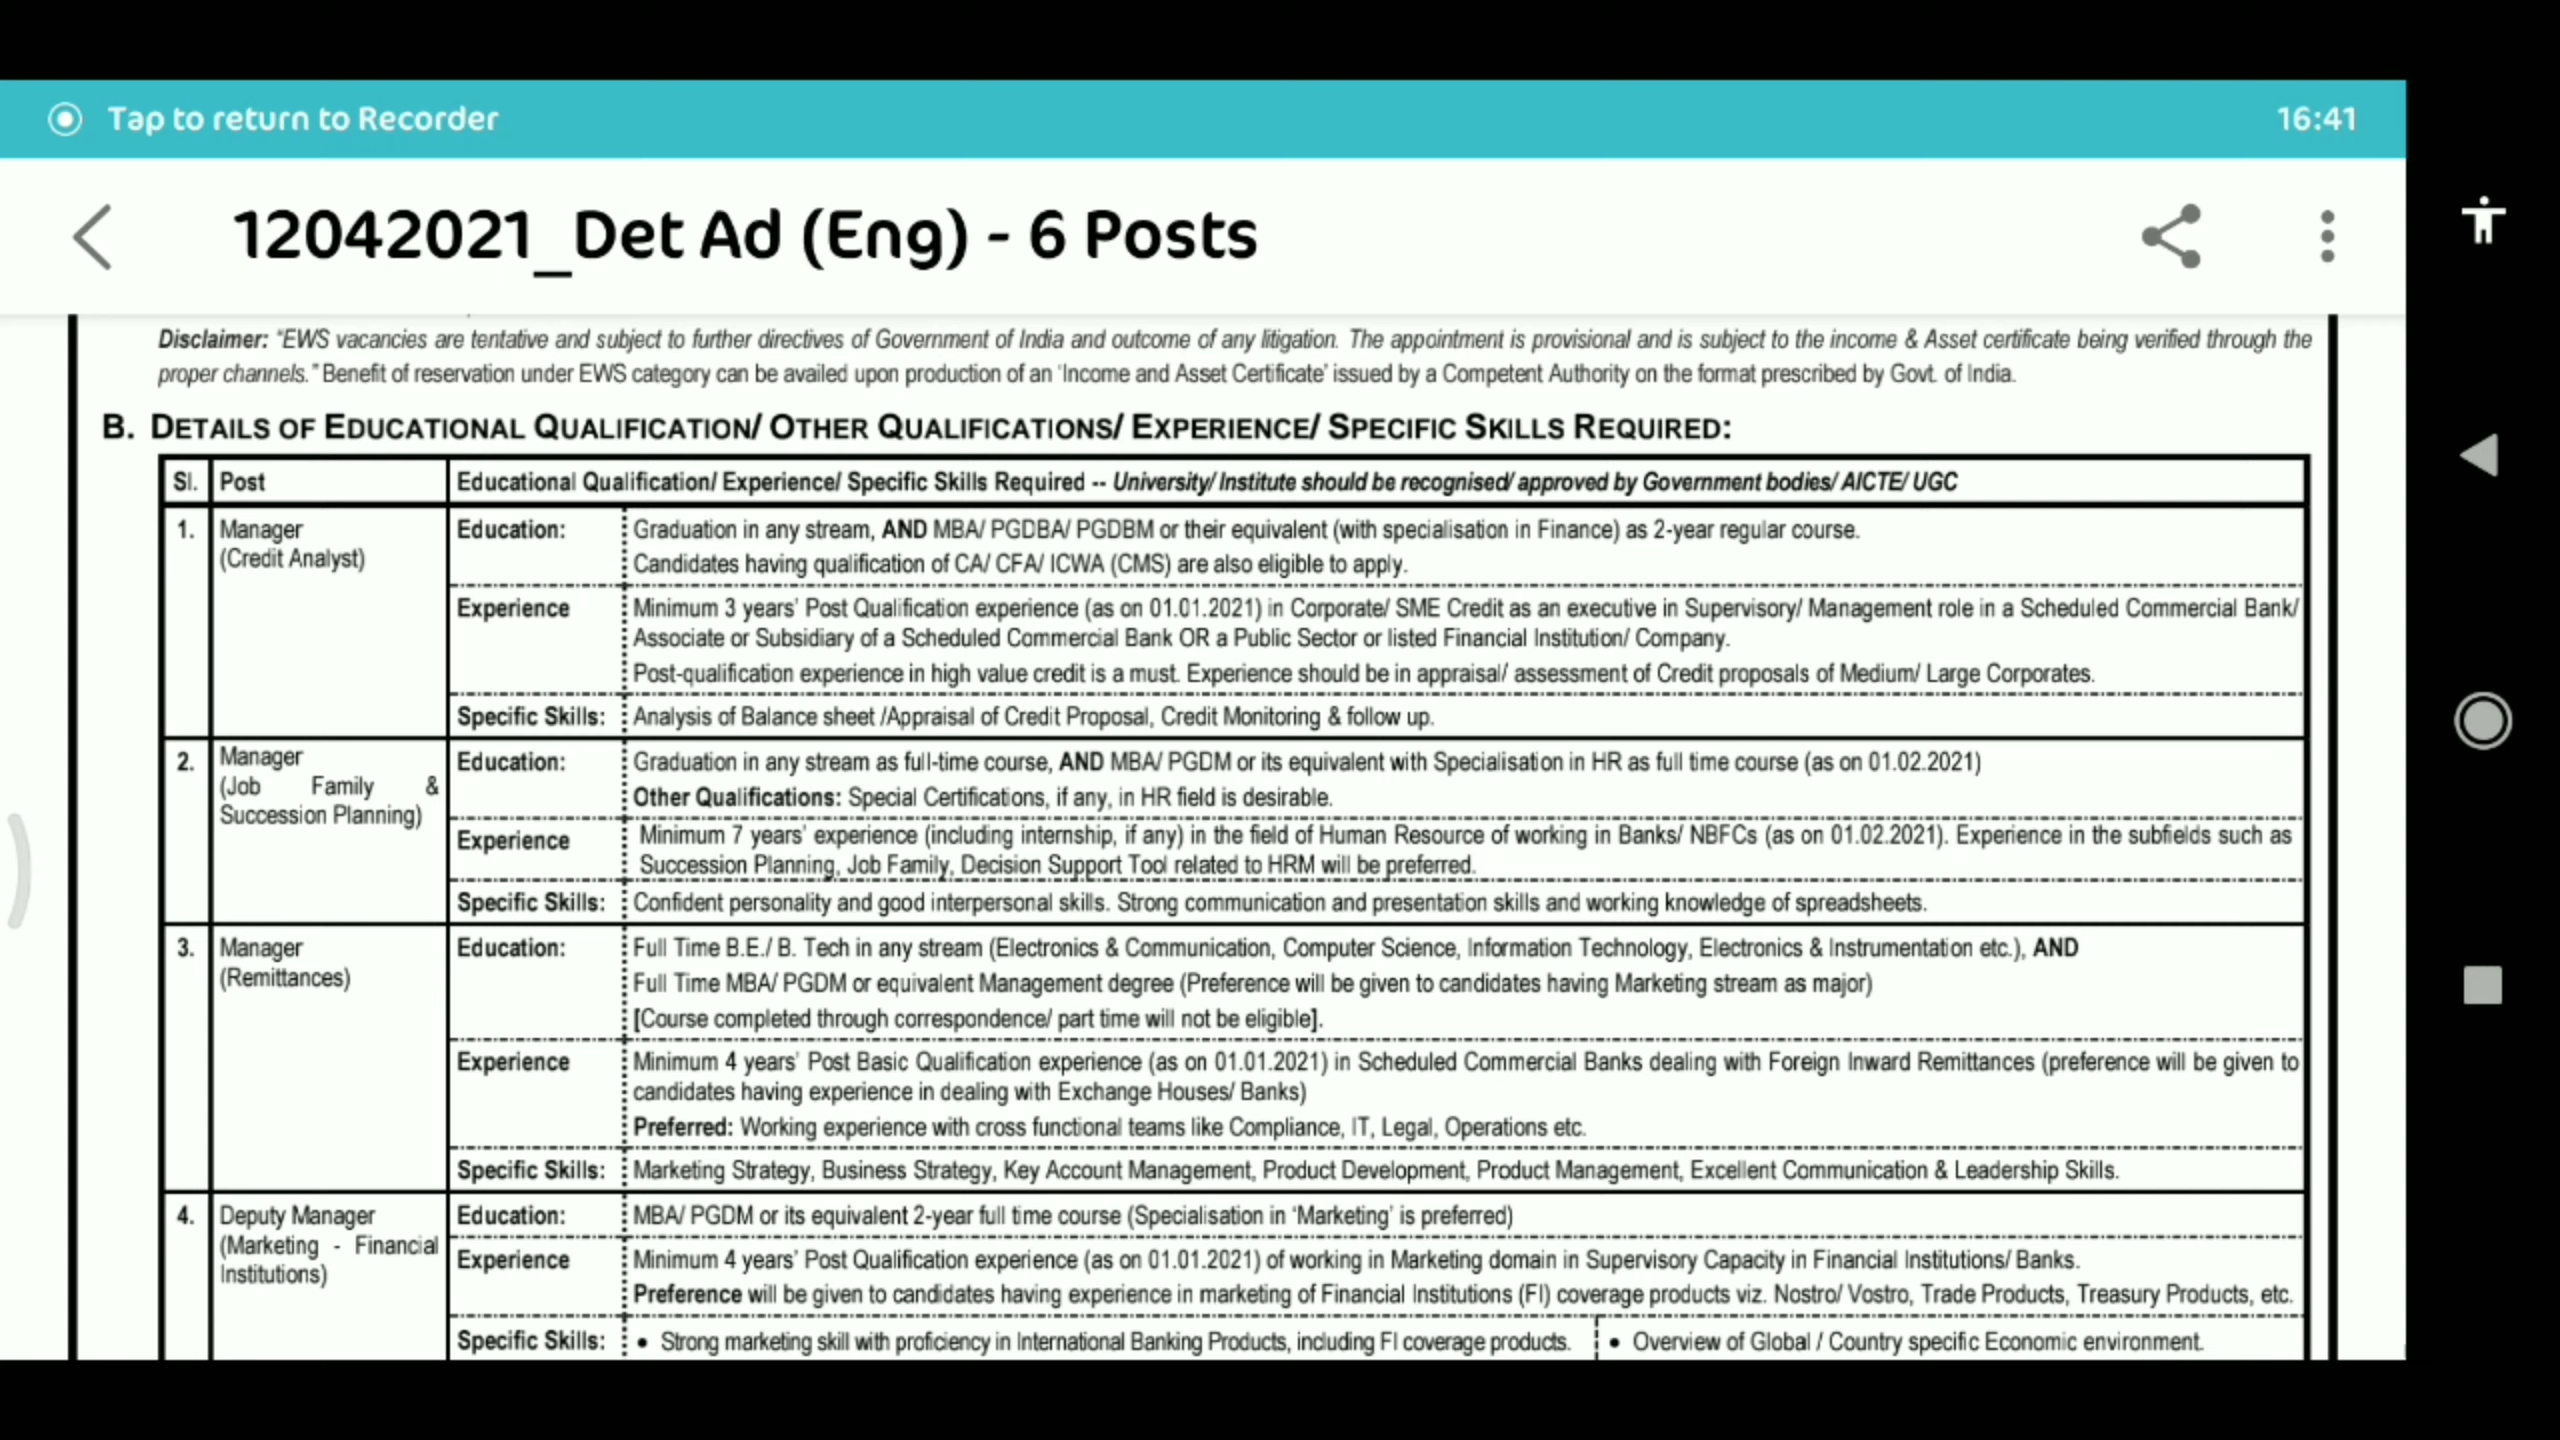 Tap to return to Recorder
16:41
12042021_Det Ad (Eng) - 6 Posts
Disclaimer: "EWS vacancies are tentative and subject to further directives of Government of India and outcome of any litigation. The appointment is provisional and is subject to the income & Asset certificate being verified through the
proper channels." Benefit of reservation under EWS category can be availed upon production of an 'Income and Asset Certificate' issued by a Competent Authority on the format prescribed by Govt. of India.
B. DETAILS OF EDUCATIONAL QUALIFICATION/ OTHER QUALIFICATIONS/ EXPERIENCE/ SPECIFIC SKILLS REQUIRED:
Sl. Post Educational Qualification/ Experience/ Specific Skills Required -- University/ Institute should be recognised/ approved by Government bodies/ AICTE/ UGC
1. Manager
(Credit Analyst)
Education: Graduation in any stream, AND MBA/ PGDBA/ PGDBM or their equivalent (with specialisation in Finance) as 2-year regular course.
Candidates having qualification of CA/ CFA/ ICWA (CMS) are also eligible to apply.
Experience Minimum 3 years' Post Qualification experience (as on 01.01.2021) in Corporate/ SME Credit as an executive in Supervisory/ Management role in a Scheduled Commercial Bank/
Associate or Subsidiary of a Scheduled Commercial Bank OR a Public Sector or listed Financial Institution/ Company.
Post-qualification experience in high value credit is a must. Experience should be in appraisal/ assessment of Credit proposals of Medium/ Large Corporates.
Specific Skills: Analysis of Balance sheet /Appraisal of Credit Proposal, Credit Monitoring & follow up.
2. Manager
(Job Family &
Succession Planning)
Education: Graduation in any stream as full-time course, AND MBA/ PGDM or its equivalent with Specialisation in HR as full time course (as on 01.02.2021)
Other Qualifications: Special Certifications, if any, in HR field is desirable.
Experience Minimum 7 years' experience (including internship, if any) in the field of Human Resource of working in Banks/ NBFCs (as on 01.02.2021). Experience in the subfields such as
Succession Planning, Job Family, Decision Support Tool related to HRM will be preferred.
Specific Skills: Confident personality and good interpersonal skills. Strong communication and presentation skills and working knowledge of spreadsheets.
3. Manager
(Remittances)
Education: Full Time B.E./ B. Tech in any stream (Electronics & Communication, Computer Science, Information Technology, Electronics & Instrumentation etc.), AND
Full Time MBA/ PGDM or equivalent Management degree (Preference will be given to candidates having Marketing stream as major)
[Course completed through correspondence/ part time will not be eligible].
Experience Minimum 4 years' Post Basic Qualification experience (as on 01.01.2021) in Scheduled Commercial Banks dealing with Foreign Inward Remittances (preference will be given to
candidates having experience in dealing with Exchange Houses/ Banks)
Preferred: Working experience with cross functional teams like Compliance, IT, Legal, Operations etc.
Specific Skills: Marketing Strategy, Business Strategy, Key Account Management, Product Development, Product Management, Excellent Communication & Leadership Skills.
4. Deputy Manager
(Marketing - Financial
Institutions)
Education: MBA/ PGDM or its equivalent 2-year full time course (Specialisation in 'Marketing' is preferred)
Experience Minimum 4 years' Post Qualification experience (as on 01.01.2021) of working in Marketing domain in Supervisory Capacity in Financial Institutions/ Banks.
Preference will be given to candidates having experience in marketing of Financial Institutions (FI) coverage products viz. Nostro/ Vostro, Trade Products, Treasury Products, etc.
Specific Skills: • Strong marketing skill with proficiency in International Banking Products, including FI coverage products. • Overview of Global / Country specific Economic environment.